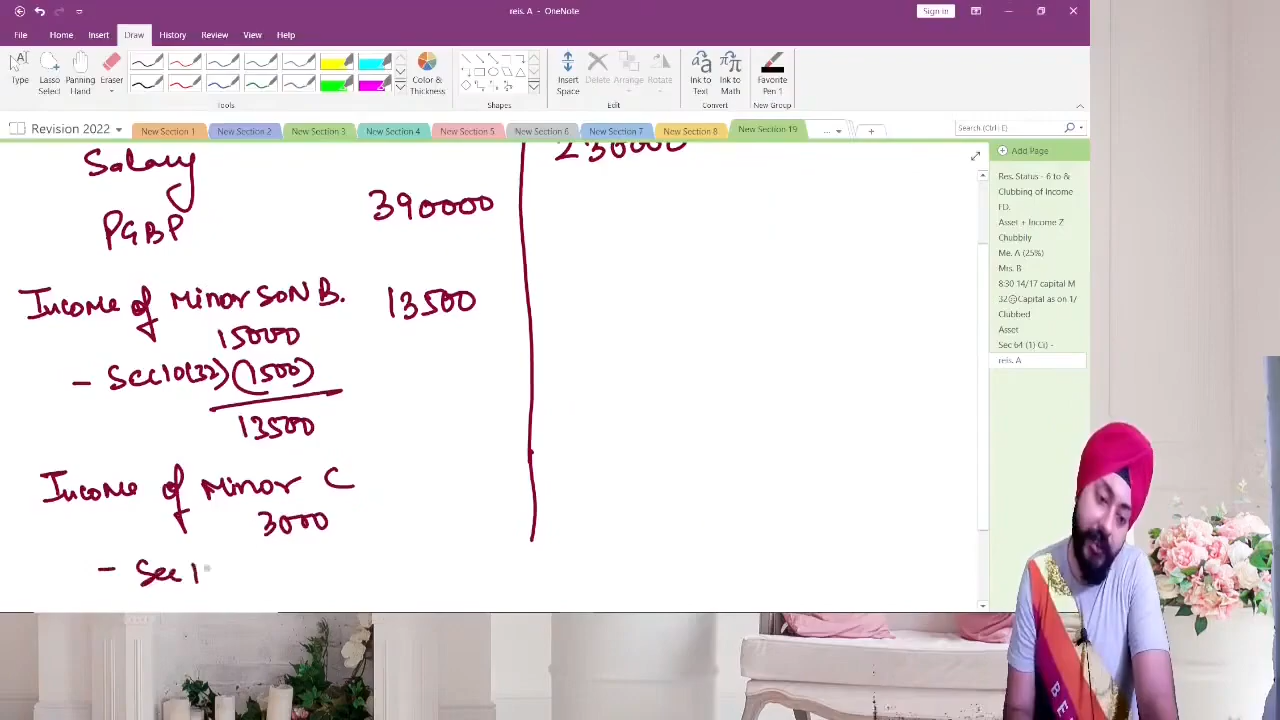 reis. A - OneNote
Sign in
File Home Insert Draw History Review View Help
Type
Lasso Select
Panning Hand
Eraser
Color & Thickness
Insert Space
Delete
Arrange
Rotate
Ink to Text
Ink to Math
Favorite Pen 1
Tools
Shapes
Edit
Convert
New Group
Revision 2022
New Section 1 New Section 2 New Section 3 New Section 4 New Section 5 New Section 6 New Section 7 New Section 8 New Section 19 ...
Search (Ctrl E)
Add Page
Res. Status - 6 to &
Clubbing of Income
FD.
Asset + Income Z
Chubbily
Me. A (25%)
Mrs. B
8:30 14/17 capital M
32@Capital as on 1/
Clubbed
Asset
Sec 64 (1) Ci) -
reis. A
Salary 230000
PGBP 390000
Income of Minor SON B. 13500
15000
- Sec 10(32) (1500)
13500
Income of Minor C
3000
- Sec 1